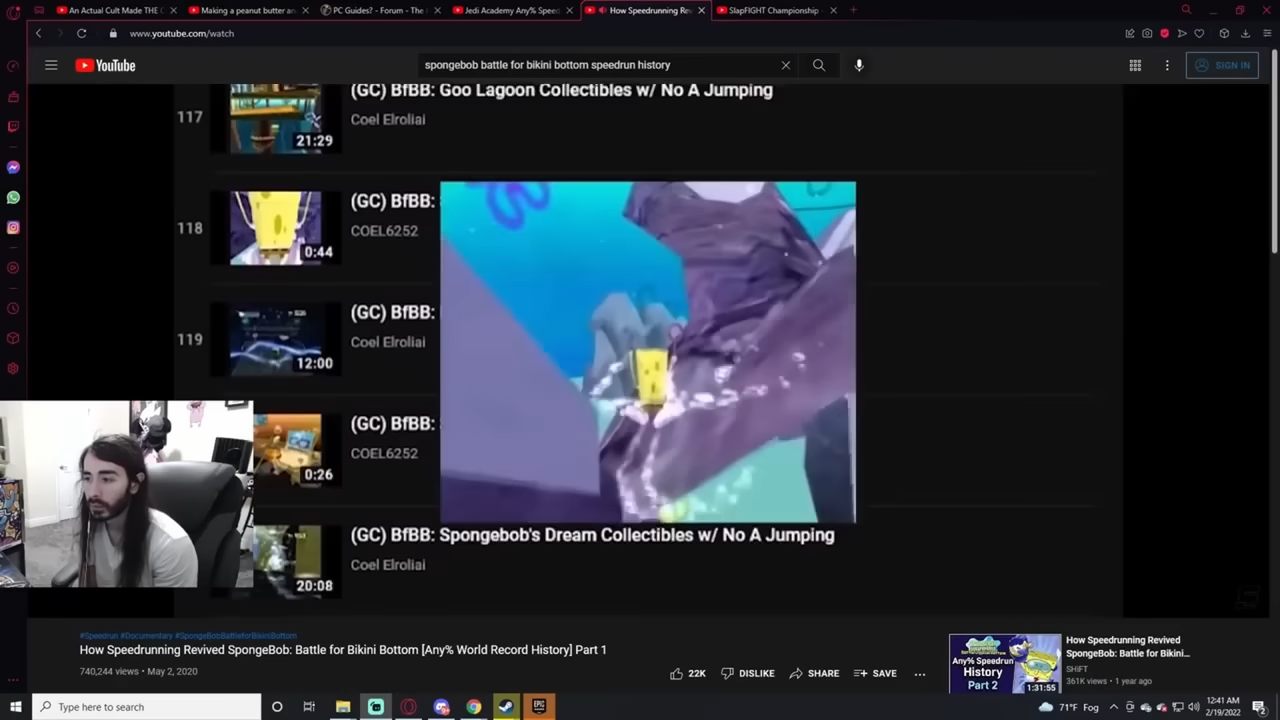 An Actual Cult Made THE
Making a peanut butter an
PC Guides? - Forum - The
Jedi Academy Any% Speed
How Speedrunning Rev
SlapFIGHT Championship
www.youtube.com/watch
YouTube
spongebob battle for bikini bottom speedrun history
SIGN IN
117
(GC) BfBB: Goo Lagoon Collectibles w/ No A Jumping
Coel Elroliai
21:29
118
(GC) BfBB:
COEL6252
0:44
119
(GC) BfBB:
Coel Elroliai
12:00
(GC) BfBB:
COEL6252
0:26
(GC) BfBB: Spongebob's Dream Collectibles w/ No A Jumping
Coel Elroliai
20:08
#Speedrun #Documentary #SpongeBobBattleforBikiniBottom
How Speedrunning Revived SpongeBob: Battle for Bikini Bottom [Any% World Record History] Part 1
740,244 views • May 2, 2020
22K
DISLIKE
SHARE
SAVE
Any% Speedrun
History
Part 2
1:31:55
How Speedrunning Revived
SpongeBob: Battle for Bikini...
SHIFT
361K views • 1 year ago
Type here to search
71°F Fog
12:41 AM
2/19/2022
2